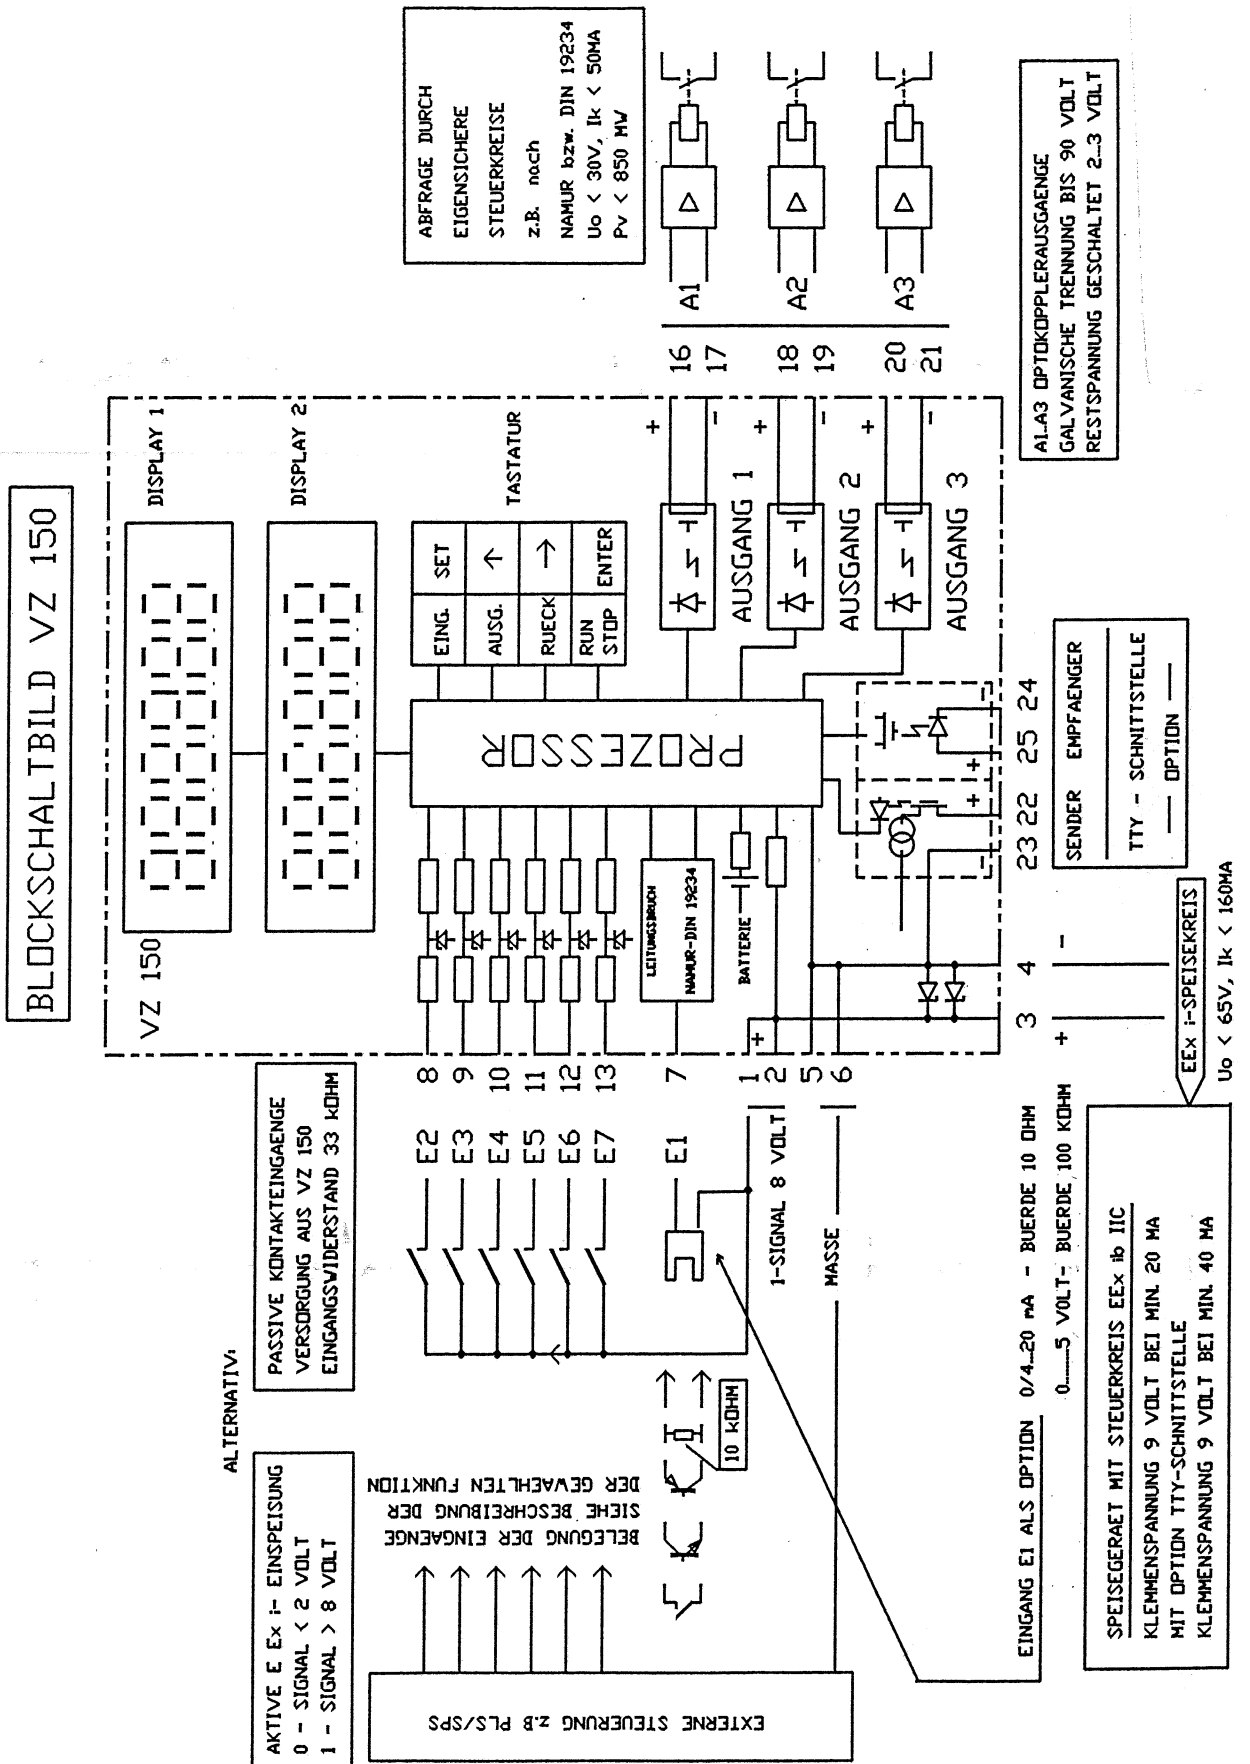 BLOCKSCHALTBILD VZ 150
ALTERNATIV:
AKTIVE E Ex i- EINSPEISUNG
0 - SIGNAL < 2 VOLT
1 - SIGNAL > 8 VOLT
PASSIVE KONTAKTEINGAENGE
VERSORGUNG AUS VZ 150
EINGANGSWIDERSTAND 33 kOHM
VZ 150
DISPLAY 1
DISPLAY 2
TASTATUR
EING.
SET
AUSG.
↑
RUECK
→
RUN
STOP
ENTER
PROZESSOR
ABFRAGE DURCH
EIGENSICHERE
STEUERKREISE
z.B. nach
NAMUR bzw. DIN 19234
Uo < 30V, Ik < 50MA
Pv < 850 MW
EXTERNE STEUERUNG z.B PLS/SPS
BELEGUNG DER EINGAENGE
SIEHE BESCHREIBUNG DER
DER GEWAEHLTEN FUNKTION
10 kOHM
E2 8
E3 9
E4 10
E5 11
E6 12
E7 13
E1 7
LEITUNGSBRUCH
NAMUR-DIN 19234
BATTERIE
1 +
2
1-SIGNAL 8 VOLT
5
6
MASSE
AUSGANG 1
+
-
16
17
A1
AUSGANG 2
+
-
18
19
A2
AUSGANG 3
+
-
20
21
A3
+ - + -
3 4 23 22 25 24
+ -
SENDER EMPFAENGER
TTY - SCHNITTSTELLE
OPTION
A1..A3 OPTOKOPPLERAUSGAENGE
GALVANISCHE TRENNUNG BIS 90 VOLT
RESTSPANNUNG GESCHALTET 2..3 VOLT
EINGANG E1 ALS OPTION 0/4..20 mA - BUERDE 10 OHM
0......5 VOLT- BUERDE 100 KOHM
SPEISEGERAET MIT STEUERKREIS EEx ib IIC
KLEMMENSPANNUNG 9 VOLT BEI MIN. 20 MA
MIT OPTION TTY-SCHNITTSTELLE
KLEMMENSPANNUNG 9 VOLT BEI MIN. 40 MA
EEx i-SPEISEKREIS
Uo < 65V, Ik < 160MA